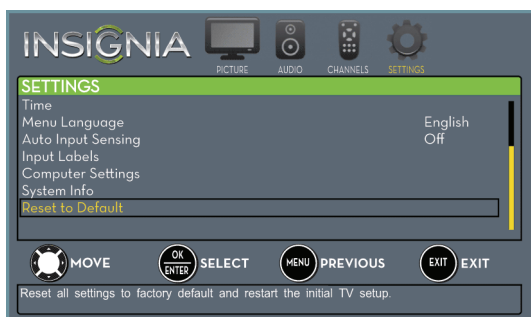 INSIGNIA
PICTURE AUDIO CHANNELS SETTINGS
SETTINGS
Time
Menu Language English
Auto Input Sensing Off
Input Labels
Computer Settings
System Info
Reset to Default
MOVE OK ENTER SELECT MENU PREVIOUS EXIT EXIT
Reset all settings to factory default and restart the initial TV setup.